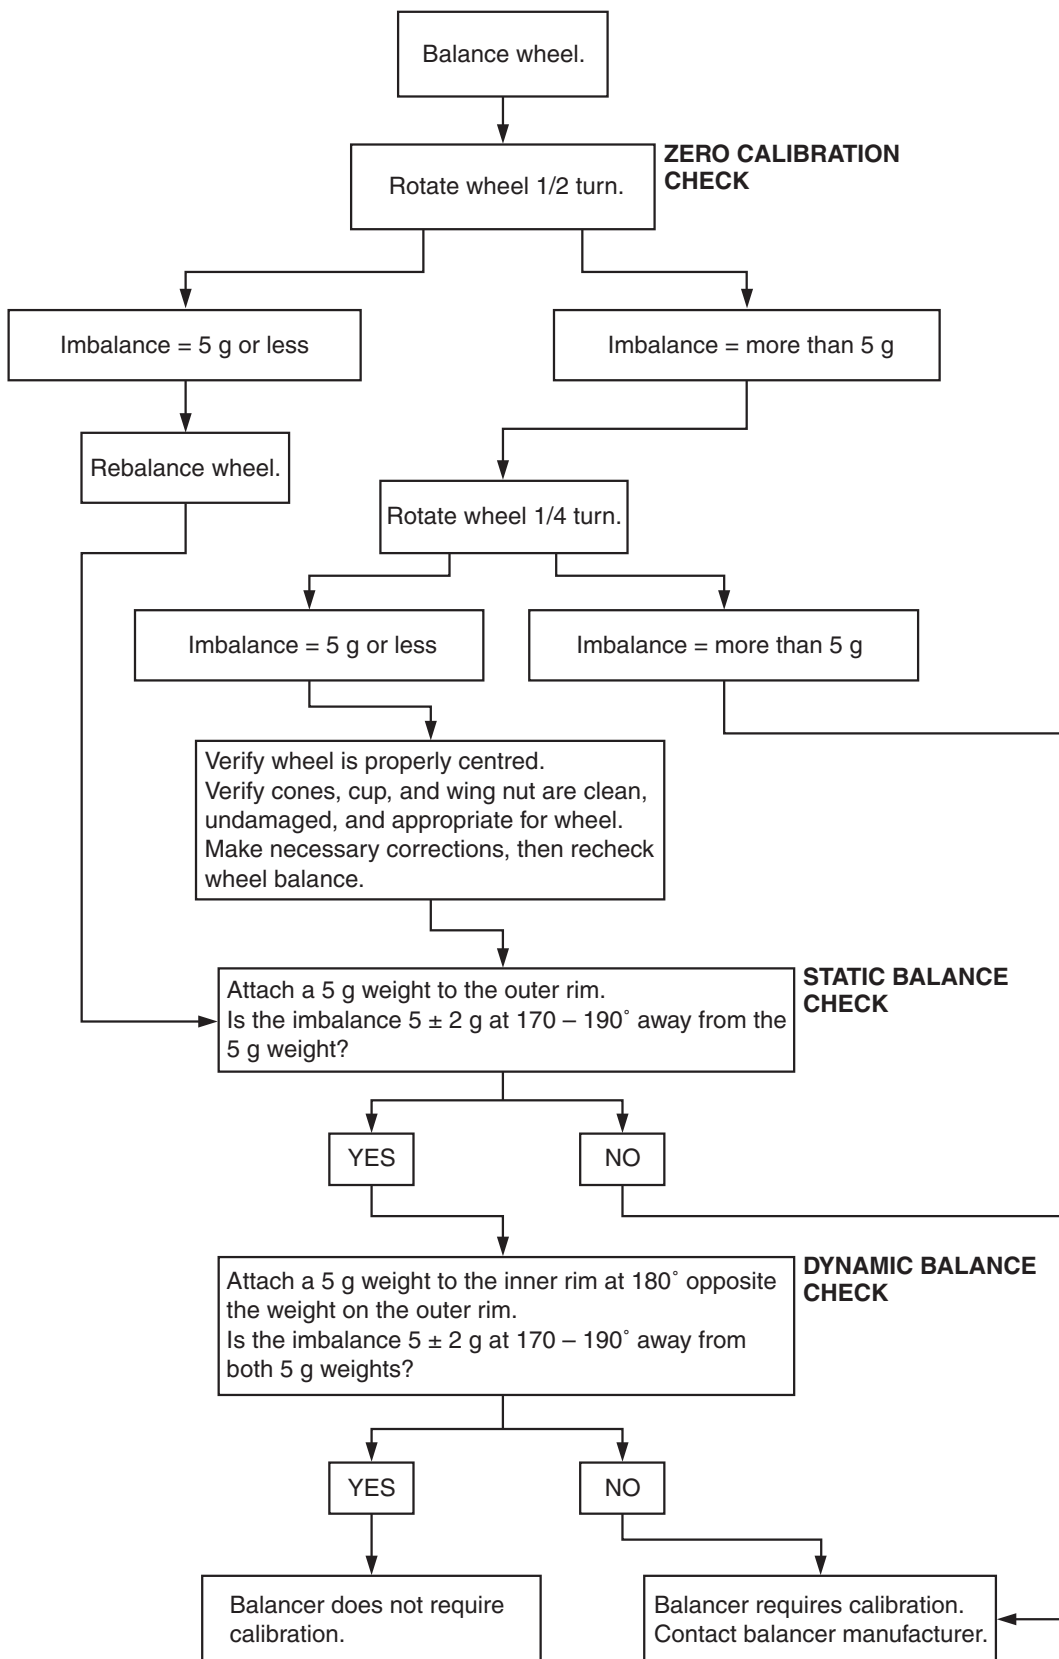 Balance wheel.
ZERO CALIBRATION
CHECK
Rotate wheel 1/2 turn.
Imbalance = 5 g or less
Imbalance = more than 5 g
Rebalance wheel.
Rotate wheel 1/4 turn.
Imbalance = 5 g or less
Imbalance = more than 5 g
Verify wheel is properly centred.
Verify cones, cup, and wing nut are clean,
undamaged, and appropriate for wheel.
Make necessary corrections, then recheck
wheel balance.
STATIC BALANCE
CHECK
Attach a 5 g weight to the outer rim.
Is the imbalance 5 ± 2 g at 170 – 190˚ away from the
5 g weight?
YES
NO
DYNAMIC BALANCE
CHECK
Attach a 5 g weight to the inner rim at 180˚ opposite
the weight on the outer rim.
Is the imbalance 5 ± 2 g at 170 – 190˚ away from
both 5 g weights?
YES
NO
Balancer does not require
calibration.
Balancer requires calibration.
Contact balancer manufacturer.